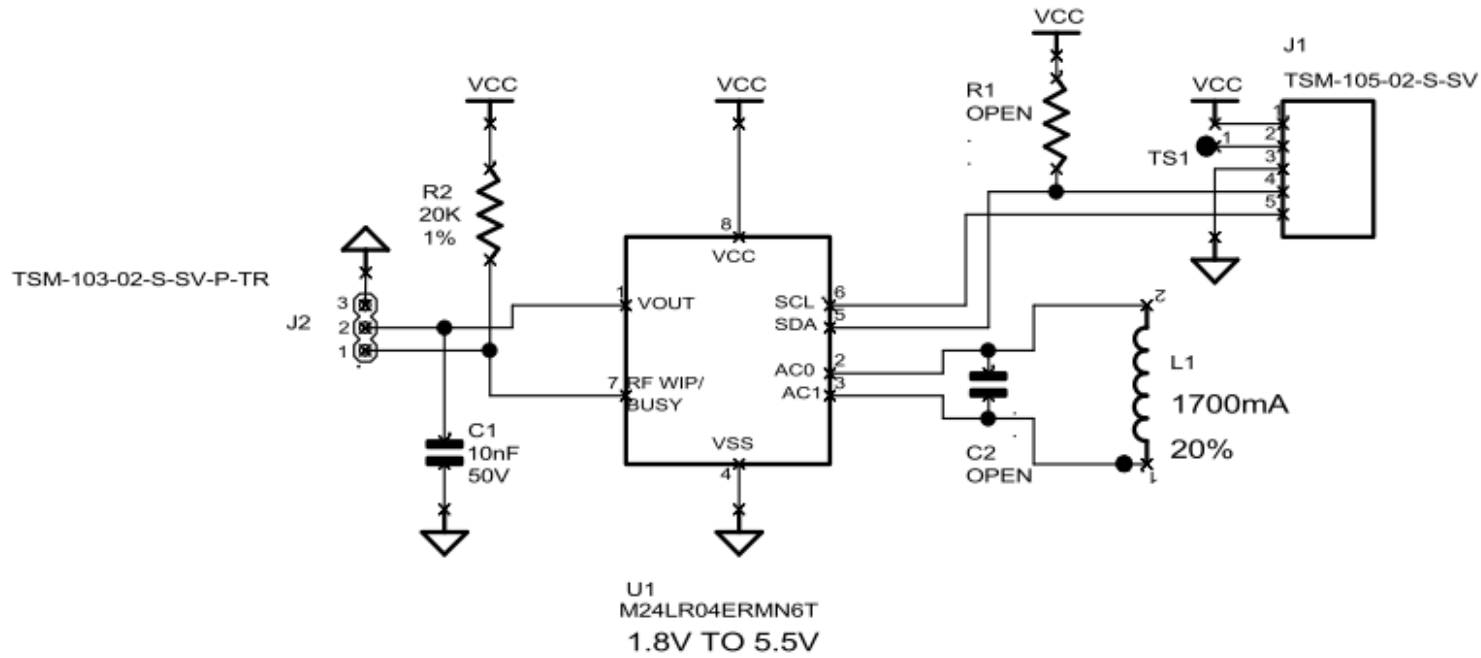 VCC
J1
TSM-105-02-S-SV
VCC
VCC
R1
OPEN
VCC
1
2
3
4
5
TS1
1
R2
20K
1%
8
VCC
TSM-103-02-S-SV-P-TR
J2
3
2
1
1
VOUT
SCL
6
SDA
5
AC0
2
AC1
3
7
RF WIP/
BUSY
VSS
4
2
L1
1700mA
20%
1
C1
10nF
50V
C2
OPEN
U1
M24LR04ERMN6T
1.8V TO 5.5V